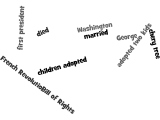 first president
died
Washington
married
George
cherry tree
adopted two kids
children adopted
French Revolution
Bill of Rights